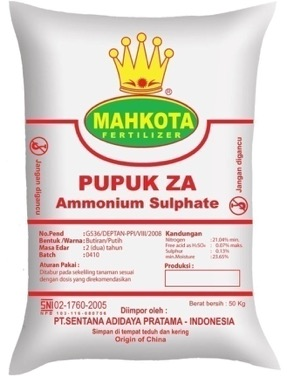 MAHKOTA
FERTILIZER
Jangan digancu
Jangan digancu
PUPUK ZA
Ammonium Sulphate
No.Pend :G536/DEPTAN-PPI/VIII/2008
Bentuk /Warna:Butiran/Putih
Masa Edar :2 (dua) tahun
Batch :0410
Aturan Pakai :
Ditabur pada sekeliling tanaman sesuai
dengan dosis yang direkomendasikan
Kandungan
Nitrogen :21.04% min.
Free acid as H₂SO₄ : 0.07% maks.
Sulphur : 0.13%
min.Moisture :23.65%
Produksi :
SNI 02-1760-2005
Diimpor oleh : Berat bersih : 50 Kg
PT.SENTANA ADIDAYA PRATAMA - INDONESIA
Simpan di tempat teduh dan kering
Origin of China